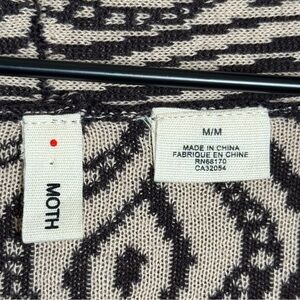 MOTH
M/M
MADE IN CHINA
FABRIQUE EN CHINE
RN66170
CA32054